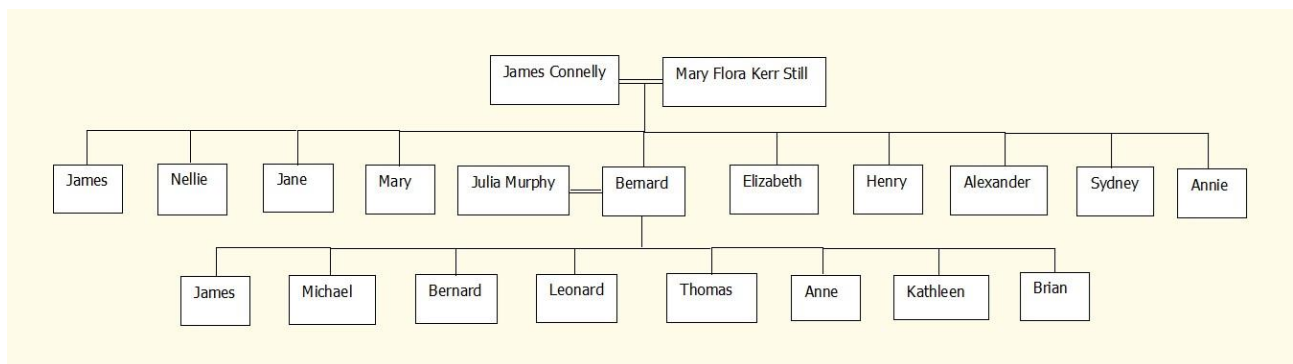 James Connelly
Mary Flora Kerr Still
James
Nellie
Jane
Mary
Julia Murphy
Bernard
Elizabeth
Henry
Alexander
Sydney
Annie
James
Michael
Bernard
Leonard
Thomas
Anne
Kathleen
Brian